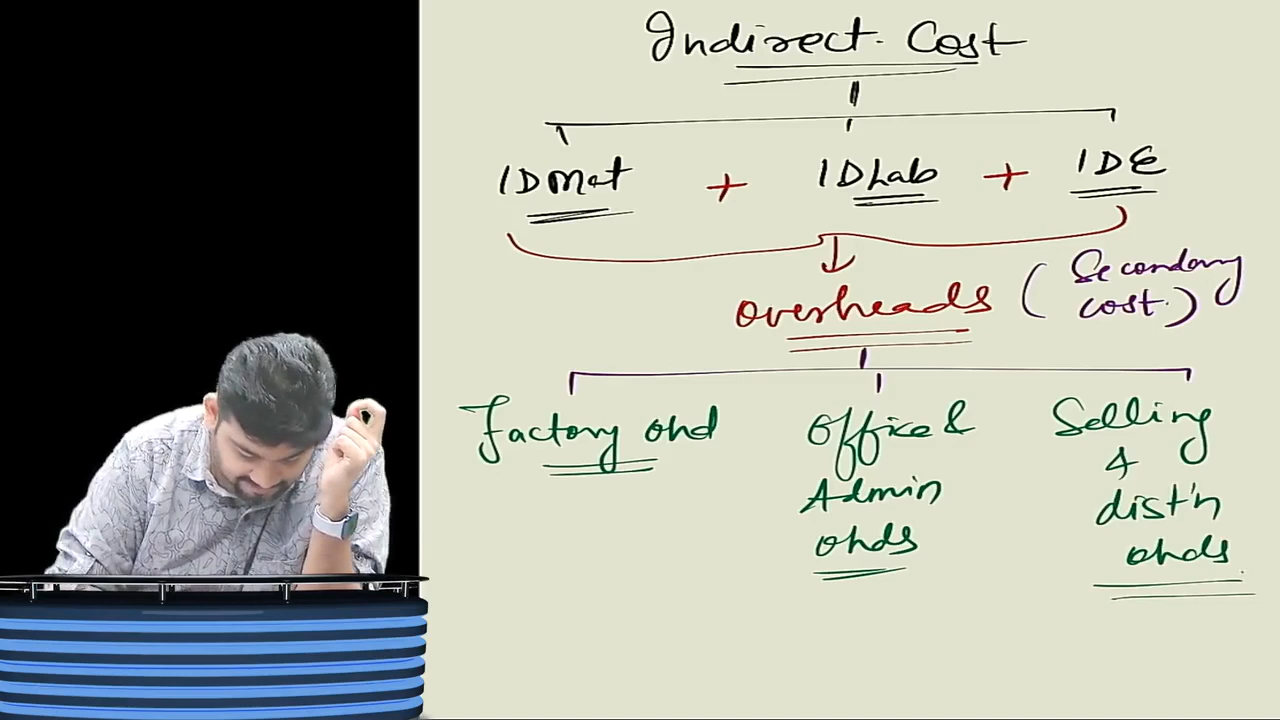 Indirect Cost
IDMat + IDLab + IDE
overheads (Secondary cost.)
Factory ohd
Office &
Admin
ohds
Selling
&
dist'n
ohds.